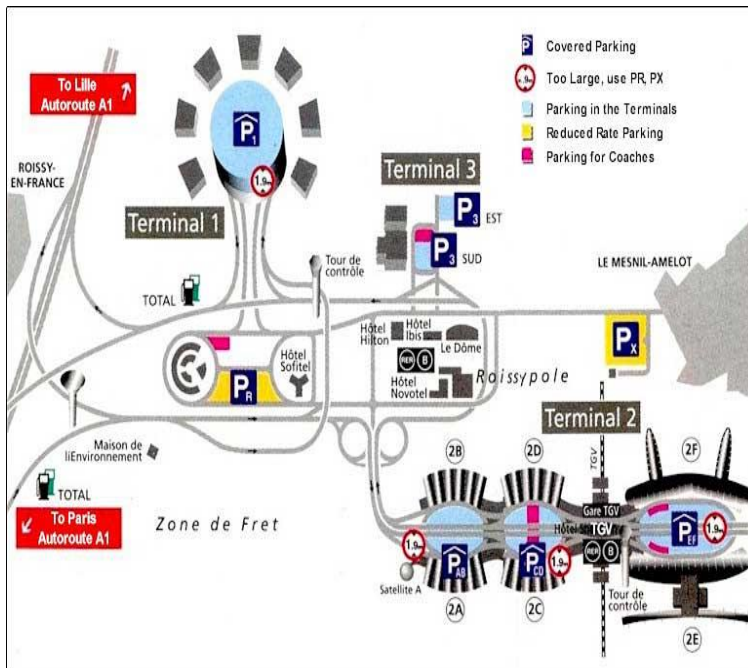 Covered Parking
1.9m
Too Large, use PR, PX
Parking in the Terminals
Reduced Rate Parking
Parking for Coaches
To Lille
Autoroute A1
ROISSY-
EN-FRANCE
P1
1.9m
Terminal 1
Terminal 3
P3
EST
P3
SUD
Tour de
contrôle
TOTAL
LE MESNIL-AMELOT
Hôtel
Hilton
Hôtel
Ibis
Le Dôme
RER B
Hôtel
Novotel
Roissypole
PX
Hôtel
Sofitel
PR
Terminal 2
Maison de
liEnvironnement
TOTAL
To Paris
Autoroute A1
Zone de Fret
2B
2D
TGV
2F
Gare TGV
Hôtel
TGV
RER B
1.9m
PAB
PCD
1.9m
PEF
1.9m
Satellite A
2A
2C
Tour de
contrôle
2E